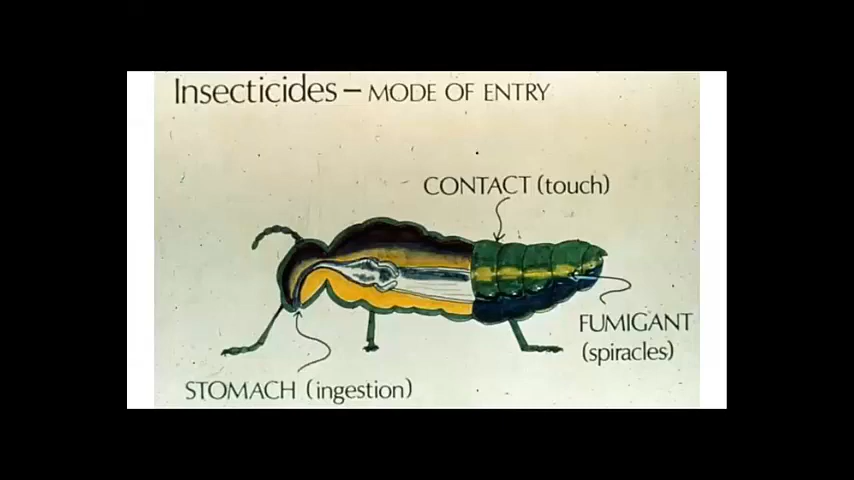 Insecticides – MODE OF ENTRY
CONTACT (touch)
FUMIGANT
(spiracles)
STOMACH (ingestion)